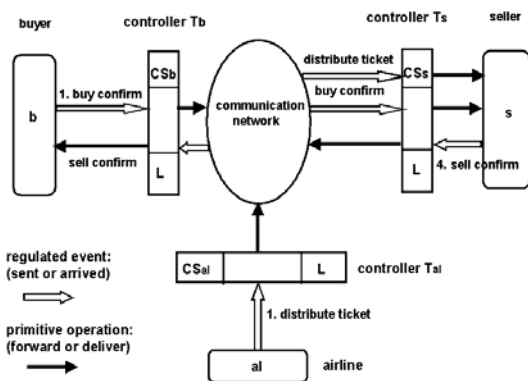 buyer
controller Tb
controller Ts
seller
distribute ticket
CSb
CSs
1. buy confirm
buy confirm
communication
network
b
s
sell confirm
4. sell confirm
L
L
CSal
L
controller Tal
regulated event:
(sent or arrived)
1. distribute ticket
primitive operation:
(forward or deliver)
al
airline